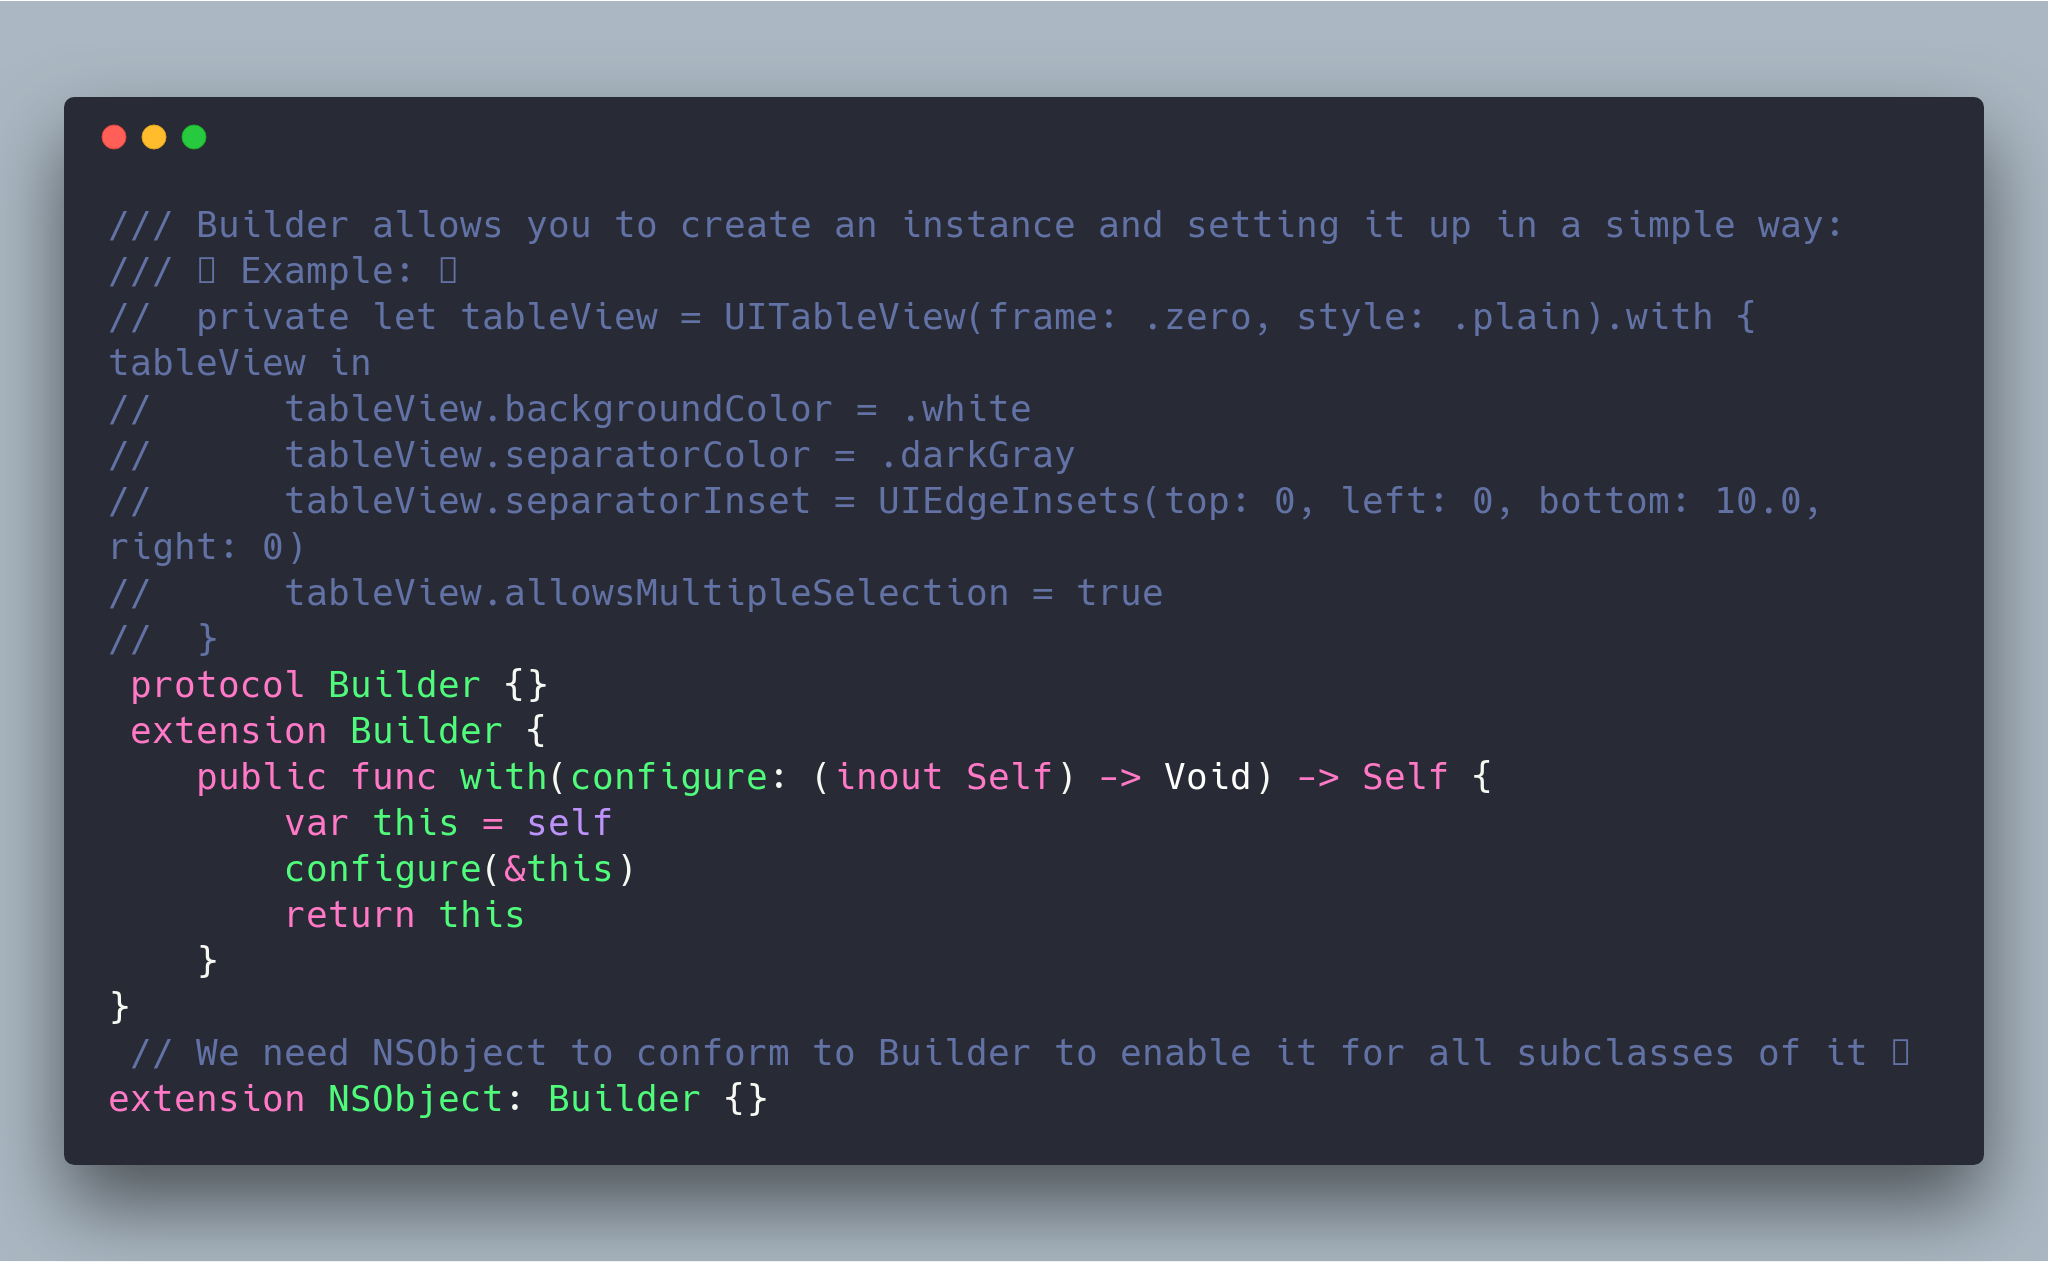 /// Builder allows you to create an instance and setting it up in a simple way:
/// Example:
//  private let tableView = UITableView(frame: .zero, style: .plain).with {
tableView in
//      tableView.backgroundColor = .white
//      tableView.separatorColor = .darkGray
//      tableView.separatorInset = UIEdgeInsets(top: 0, left: 0, bottom: 10.0,
right: 0)
//      tableView.allowsMultipleSelection = true
//  }
 protocol Builder {}
 extension Builder {
    public func with(configure: (inout Self) -> Void) -> Self {
        var this = self
        configure(&this)
        return this
    }
}
 // We need NSObject to conform to Builder to enable it for all subclasses of it
extension NSObject: Builder {}